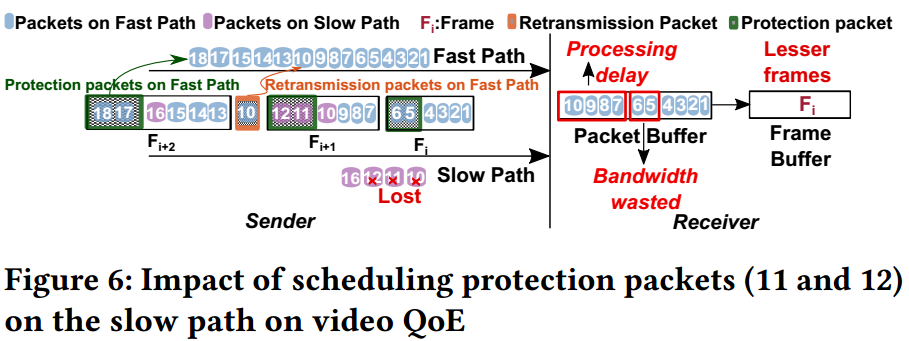 Packets on Fast Path Packets on Slow Path Fi:Frame Retransmission Packet Protection packet
18 17 15 14 13 10 9 8 7 6 5 4 3 2 1 Fast Path
Processing delay
Lesser frames
Protection packets on Fast Path Retransmission packets on Fast Path
18 17 16 15 14 13 10 12 11 10 9 8 7 6 5 4 3 2 1
10 9 8 7 6 5 4 3 2 1
Fi
Fi+2 Fi+1 Fi
Packet Buffer
Frame Buffer
16 12 11 10 Slow Path
Lost
Bandwidth wasted
Sender
Receiver
Figure 6: Impact of scheduling protection packets (11 and 12)
on the slow path on video QoE